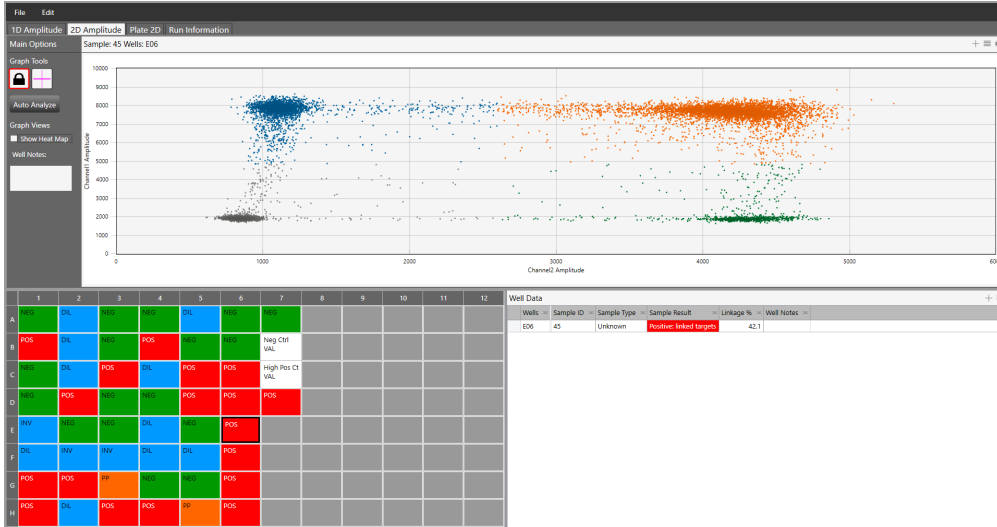 File Edit
1D Amplitude 2D Amplitude Plate 2D Run Information
Main Options
Sample: 45 Wells: E06
Graph Tools
Auto Analyze
Graph Views
Show Heat Map
Well Notes:
10000
9000
8000
7000
6000
5000
4000
3000
2000
1000
0
Channel1 Amplitude
0 1000 2000 3000 4000 5000
Channel2 Amplitude
1 2 3 4 5 6 7 8 9 10 11 12
A NEG DIL NEG NEG DIL NEG NEG
B POS DIL NEG POS NEG NEG Neg Ctrl
VAL
C NEG DIL POS DIL POS POS High Pos Ct
VAL
D NEG POS NEG NEG POS POS POS
E INV NEG NEG DIL NEG POS
F DIL INV INV DIL DIL POS
G POS POS PP NEG NEG POS
H POS DIL POS POS PP POS
Well Data
Wells Sample ID Sample Type Sample Result Linkage % Well Notes
E06 45 Unknown Positive: linked targets 42.1